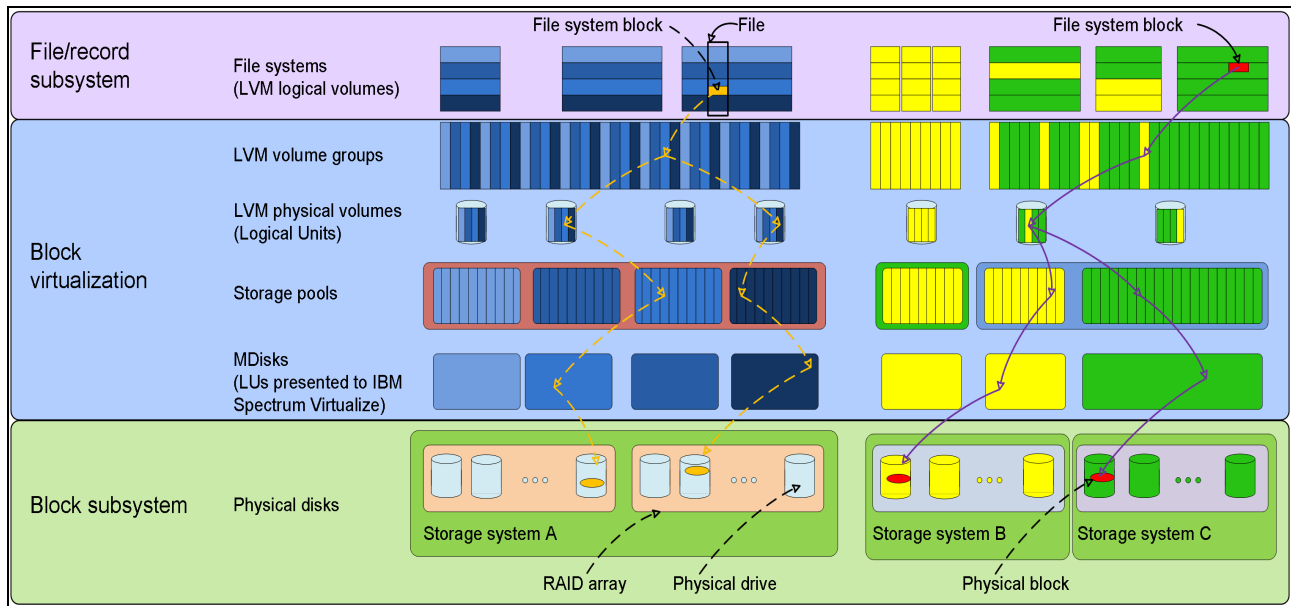 File system block
File
File system block
File/record
subsystem
File systems
(LVM logical volumes)
LVM volume groups
LVM physical volumes
(Logical Units)
Block
virtualization
Storage pools
MDisks
(LUs presented to IBM
Spectrum Virtualize)
Block subsystem
Physical disks
Storage system A
Storage system B
Storage system C
RAID array
Physical drive
Physical block